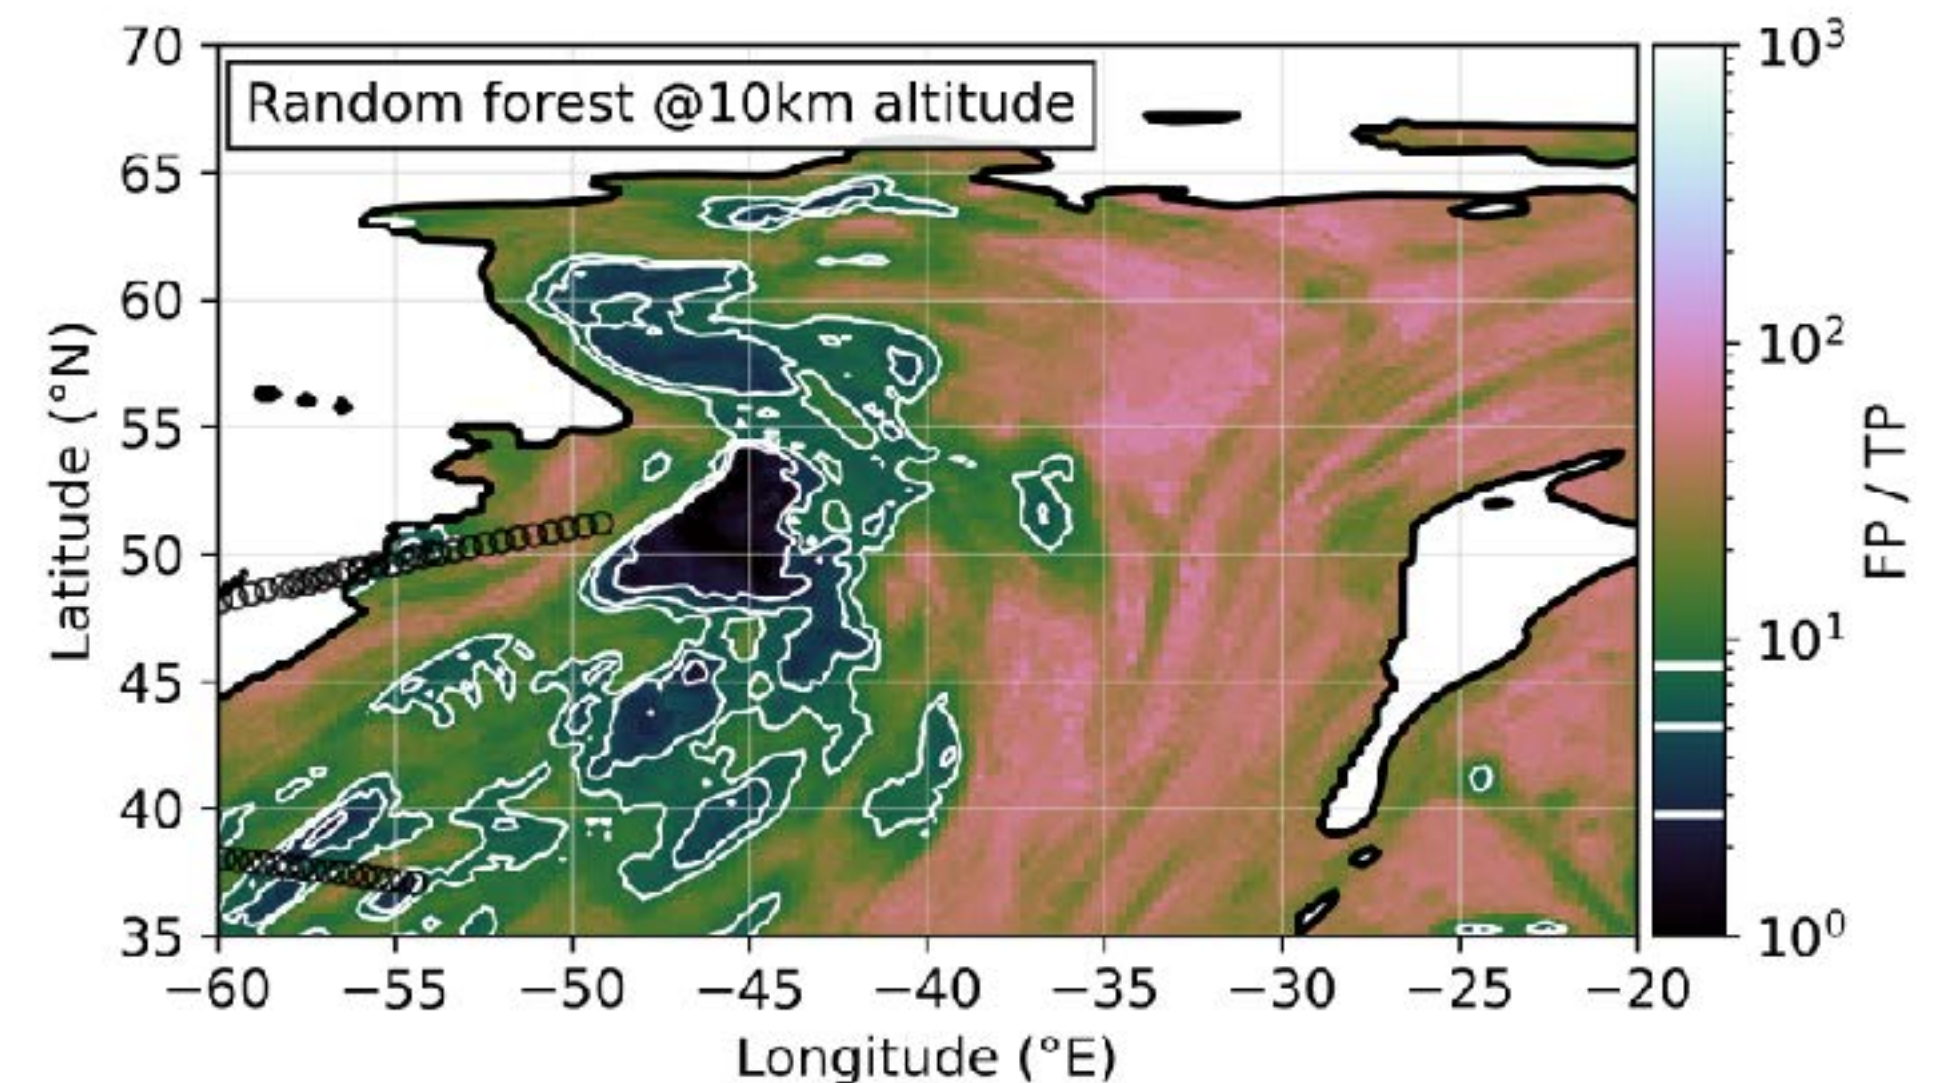 Random forest @10km altitude
70
65
60
55
50
45
40
35
Latitude (°N)
−60 −55 −50 −45 −40 −35 −30 −25 −20
Longitude (°E)
10³
10²
10¹
10⁰
FP / TP